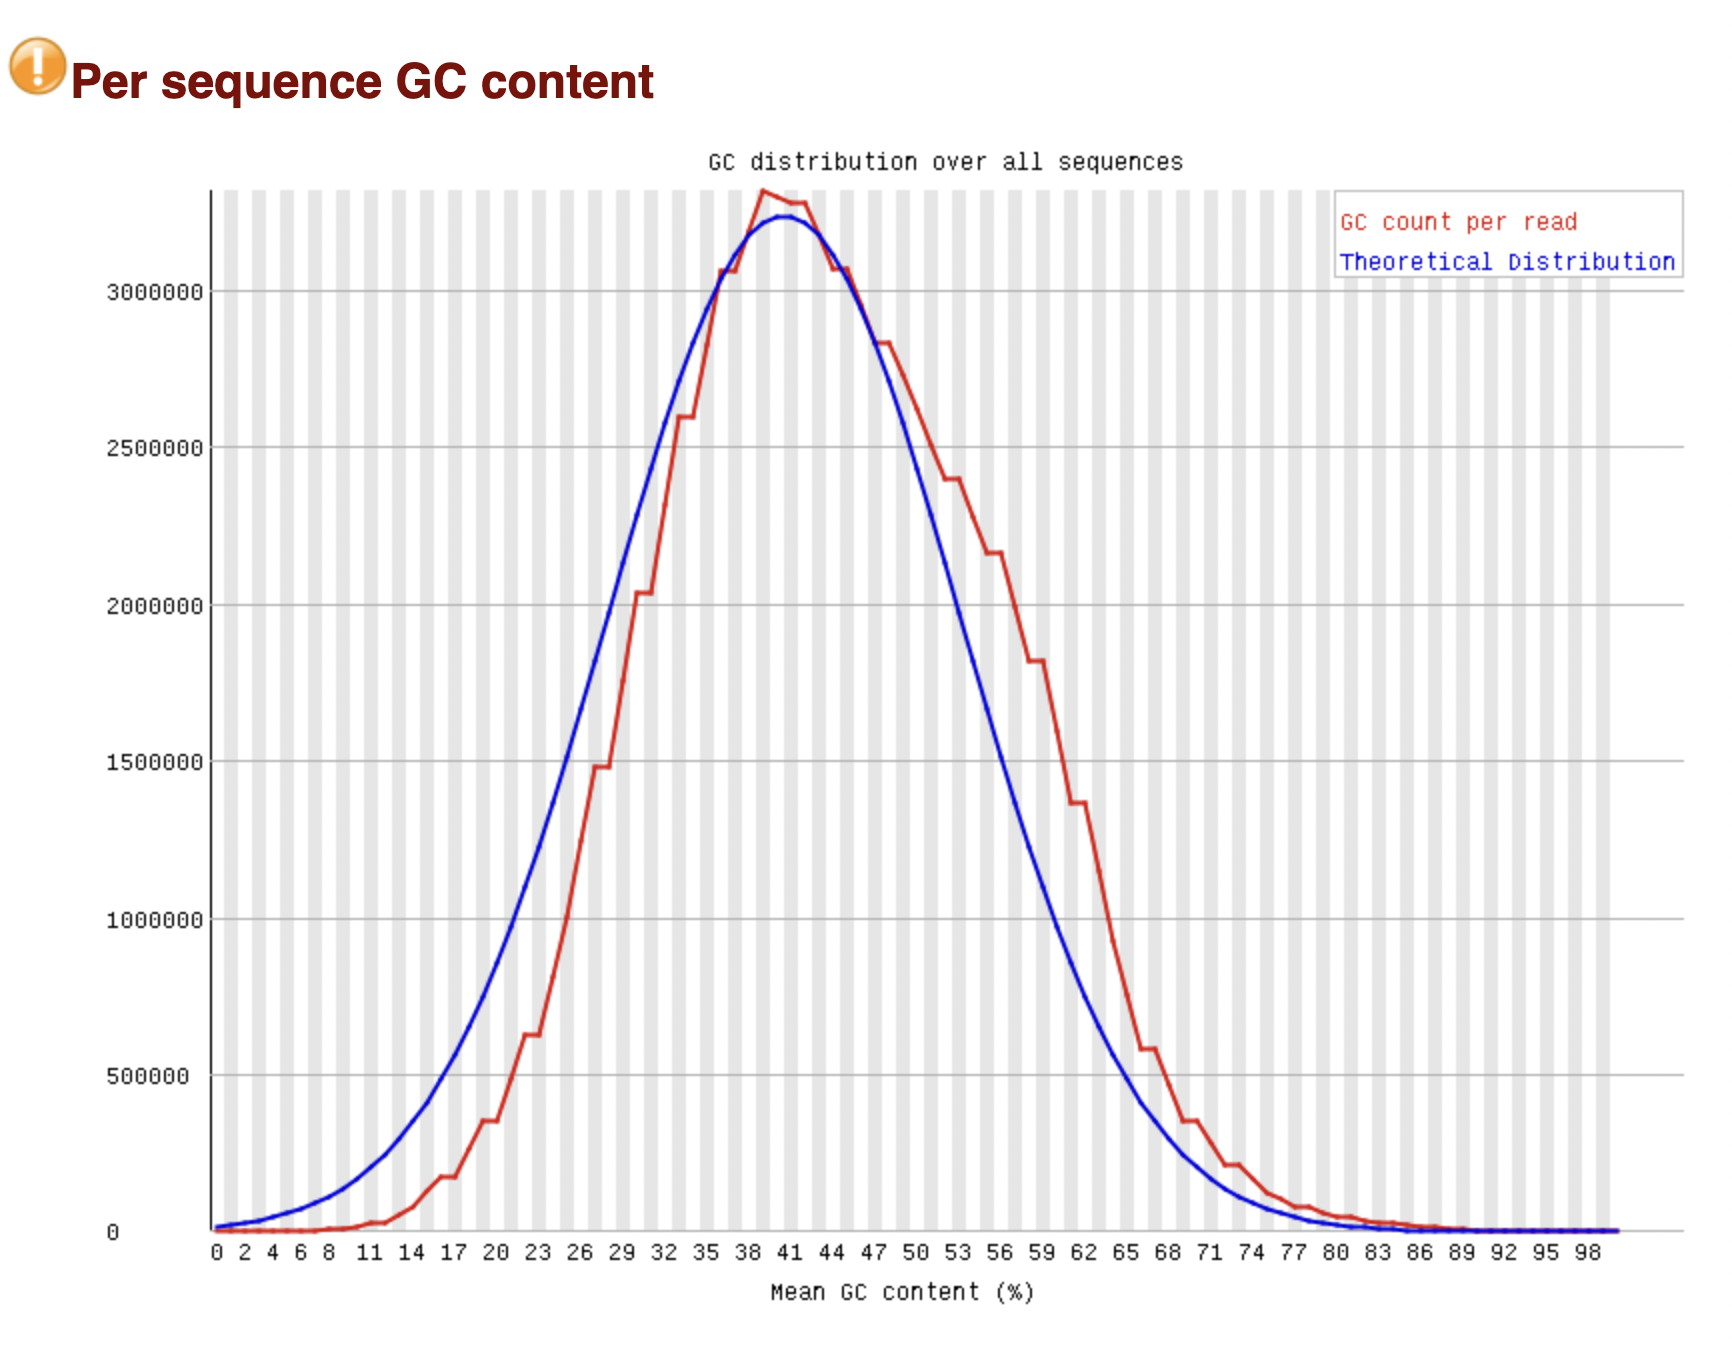 Per sequence GC content
GC distribution over all sequences
GC count per read
Theoretical Distribution
3000000
2500000
2000000
1500000
1000000
500000
0
0 2 4 6 8 11 14 17 20 23 26 29 32 35 38 41 44 47 50 53 56 59 62 65 68 71 74 77 80 83 86 89 92 95 98
Mean GC content (%)